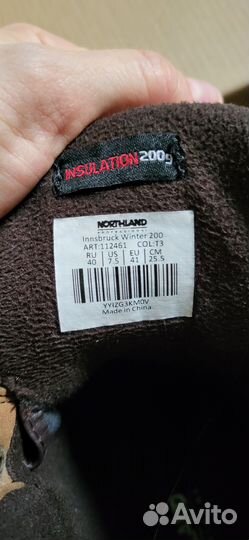 INSULATION 200g
NORTHLAND
PROFESSIONAL
Innsbruck Winter 200
ART:112461 COL:T3
RU US EU CM
40 7.5 41 25.5
YYIZG3KM0V
Made in China
Avito